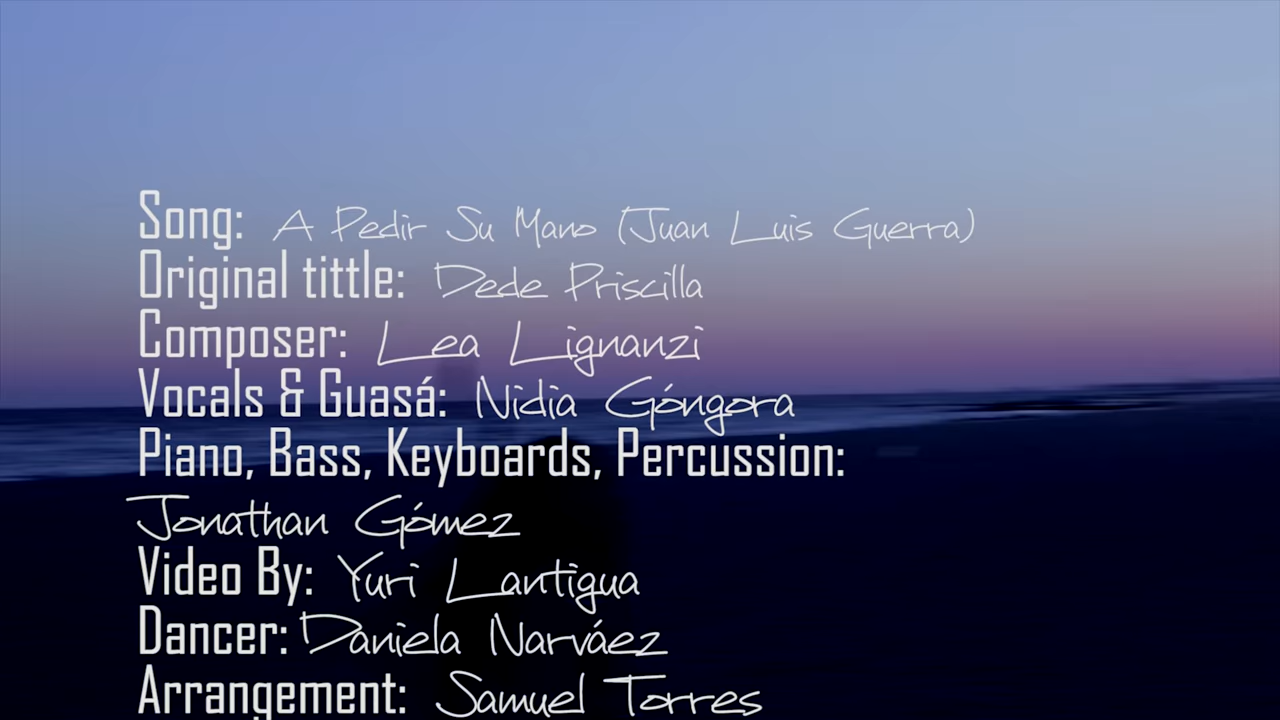 Song: A Pedir Su Mano (Juan Luis Guerra)
Original tittle: Dede Priscilla
Composer: Lea Lignanzi
Vocals & Guasá: Nidia Góngora
Piano, Bass, Keyboards, Percussion:
Jonathan Gómez
Video By: Yuri Lantigua
Dancer: Daniela Narváez
Arrangement: Samuel Torres